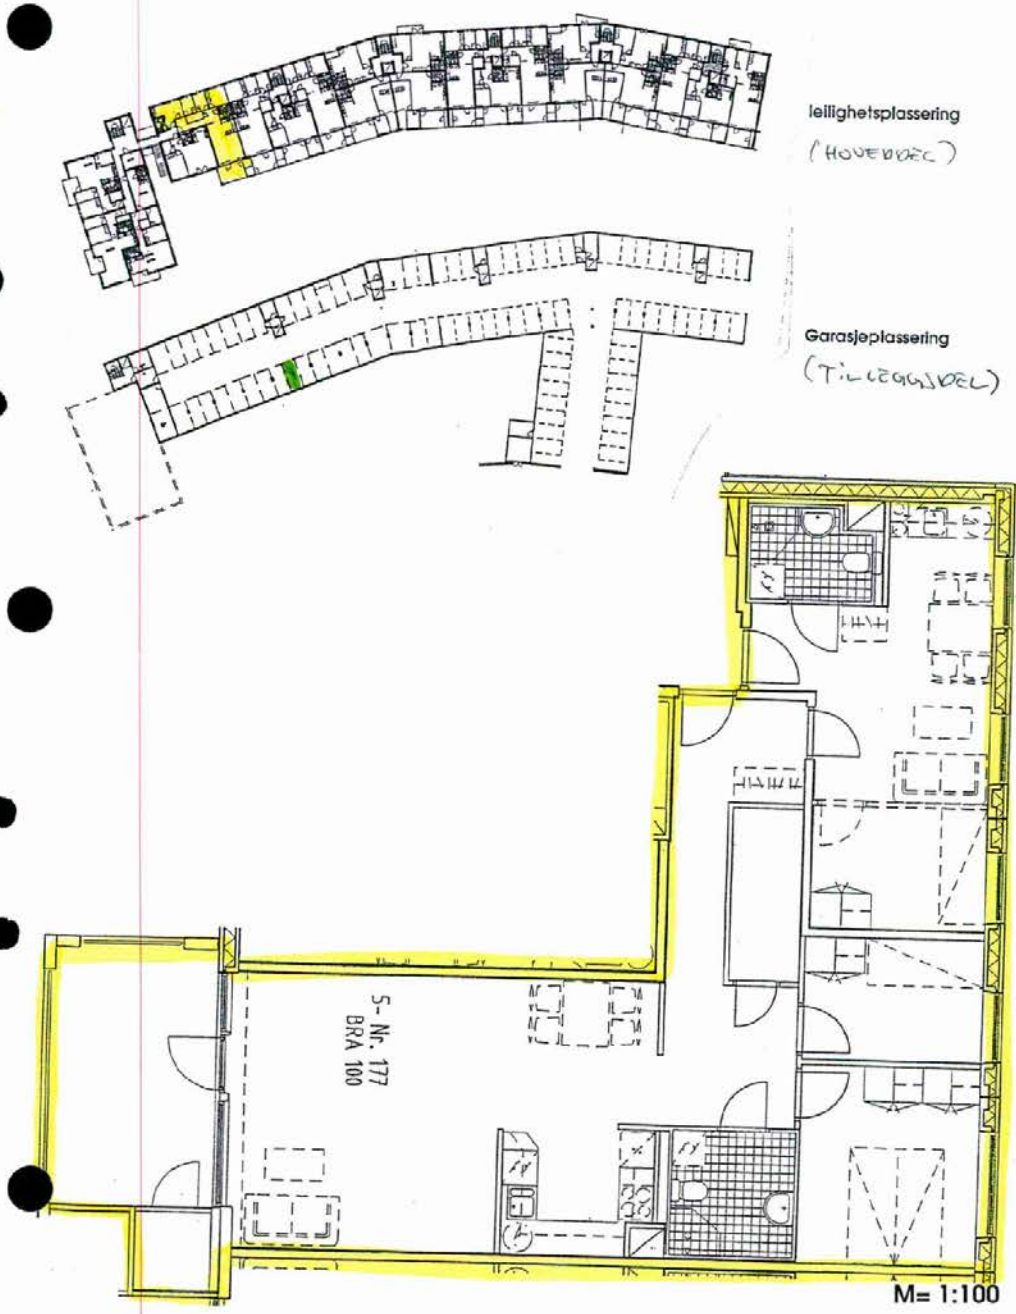 leilighetsplassering
(HOVEDDEL)
Garasjeplassering
(TILLEGGSDEL)
S- Nr. 177
BRA 100
M= 1:100